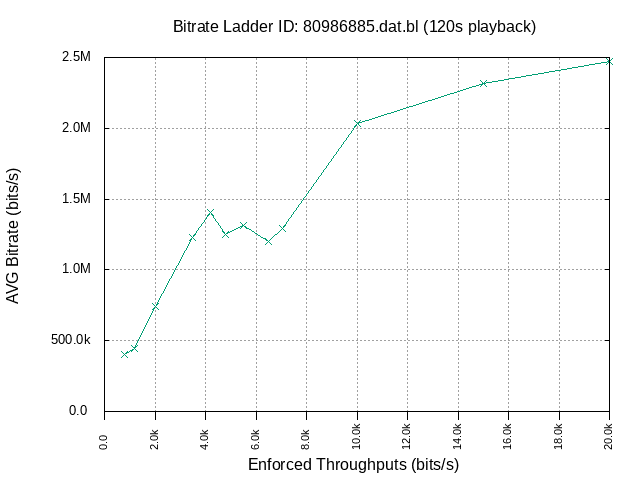 Bitrate Ladder ID: 80986885.dat.bl (120s playback)
2.5M
2.0M
1.5M
1.0M
500.0k
0.0
AVG Bitrate (bits/s)
0.0
2.0k
4.0k
6.0k
8.0k
10.0k
12.0k
14.0k
16.0k
18.0k
20.0k
Enforced Throughputs (bits/s)